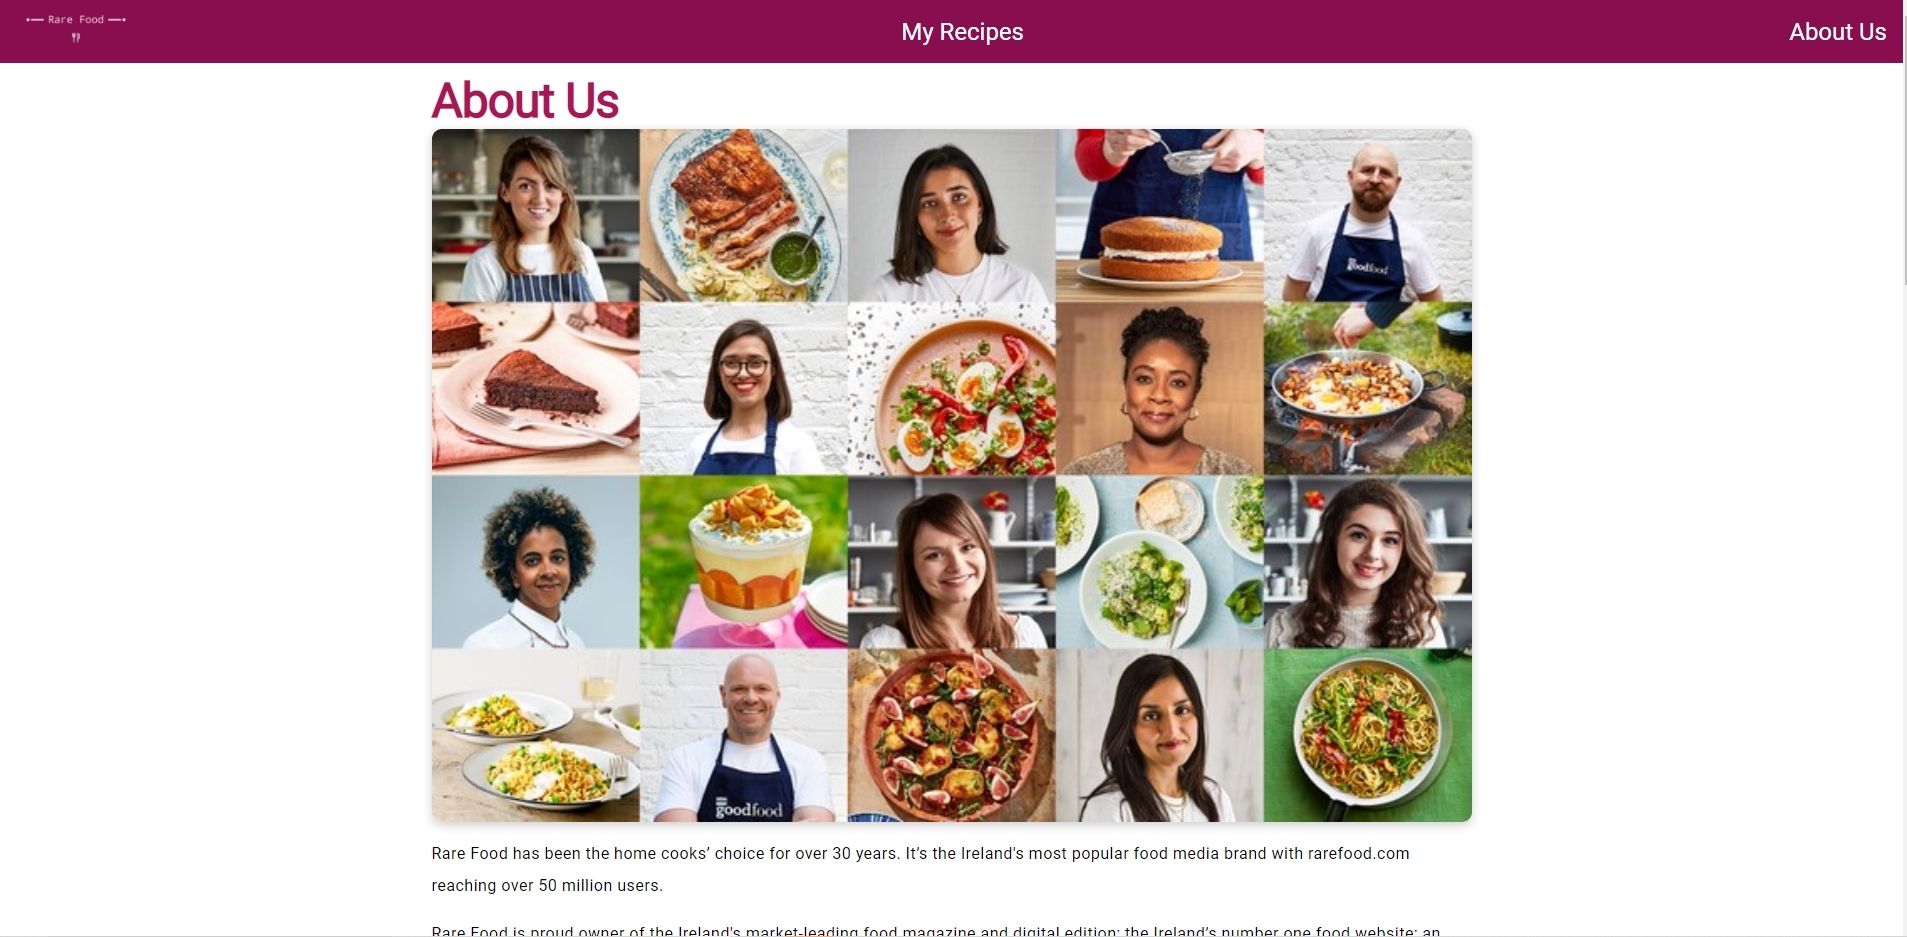 Rare Food
My Recipes
About Us
About Us
goodfood
goodfood
Rare Food has been the home cooks’ choice for over 30 years. It’s the Ireland's most popular food media brand with rarefood.com
reaching over 50 million users.
Rare Food is proud owner of the Ireland's market-leading food magazine and digital edition; the Ireland’s number one food website; an